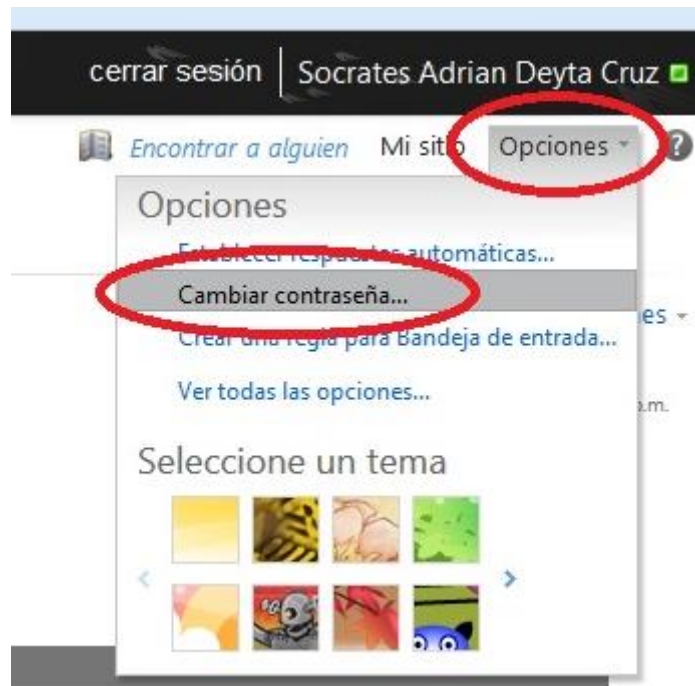 cerrar sesión | Socrates Adrian Deyta Cruz
Encontrar a alguien Mi sitio Opciones ?
Opciones
Establecer respuestas automáticas...
Cambiar contraseña...
es
Crear una regla para Bandeja de entrada...
Ver todas las opciones...
p.m.
Seleccione un tema